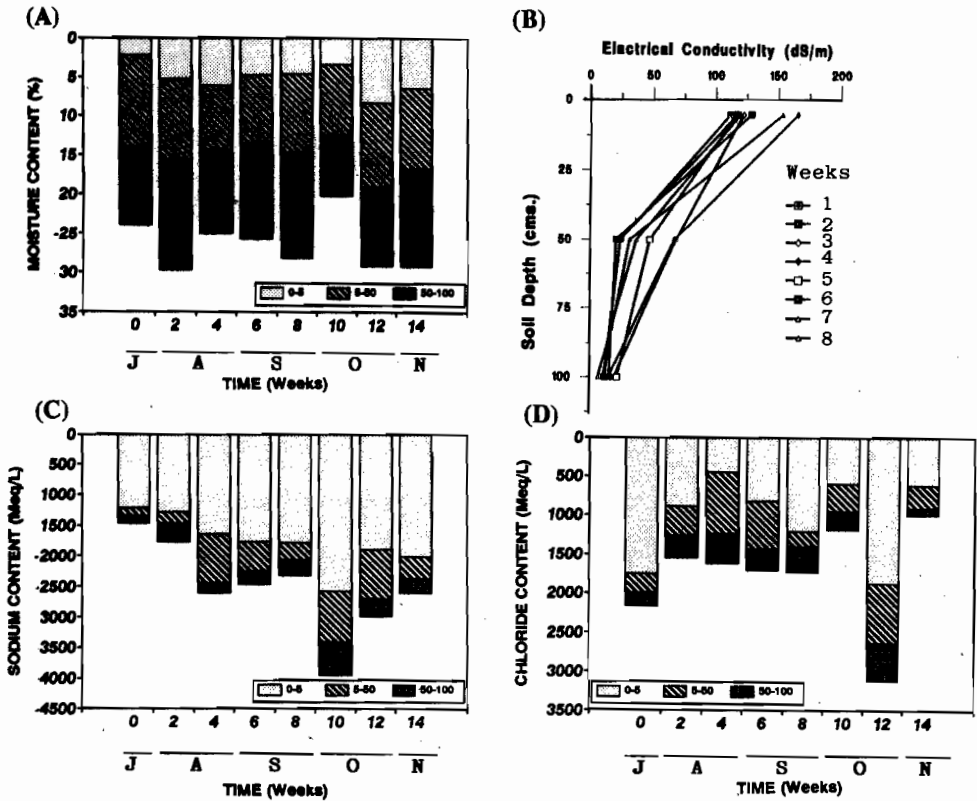 (A)
0
5
10
15
20
-25
30
35
MOISTURE CONTENT (%)
0-5 5-50 50-100
0 2 4 6 8 10 12 14
J A S O N
TIME (Weeks)
(B)
Electrical Conductivity (dS/m)
0 50 100 150 200
0
25
50
75
100
Soil Depth (cms.)
Weeks
1
2
3
4
5
6
7
8
(C)
0
500
1000
1500
2000
-2500
3000
3500
4000
-4500
SODIUM CONTENT (Meq/L)
0-5 5-50 50-100
0 2 4 6 8 10 12 14
J A S O N
TIME (Weeks)
(D)
0
500
1000
1500
2000
2500
3000
3500
CHLORIDE CONTENT (Meq/L)
0-5 5-50 50-100
0 2 4 6 8 10 12 14
J A S O N
TIME (Weeks)